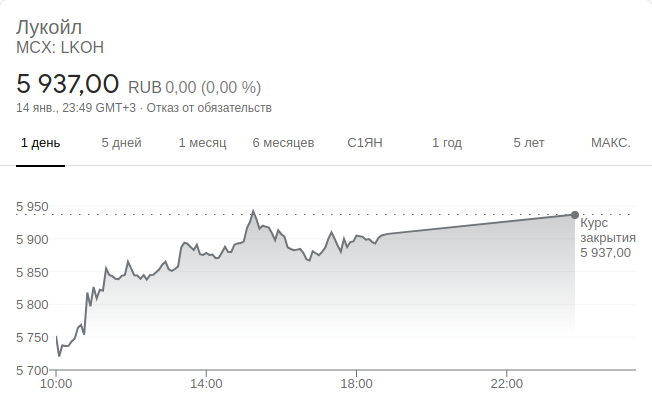 Лукойл
MCX: LKOH
5 937,00 RUB 0,00 (0,00 %)
14 янв., 23:49 GMT+3 · Отказ от обязательств
1 день 5 дней 1 месяц 6 месяцев С1ЯН 1 год 5 лет МАКС.
5 950
5 900
5 850
5 800
5 750
5 700
Курс
закрытия
5 937,00
10:00 14:00 18:00 22:00